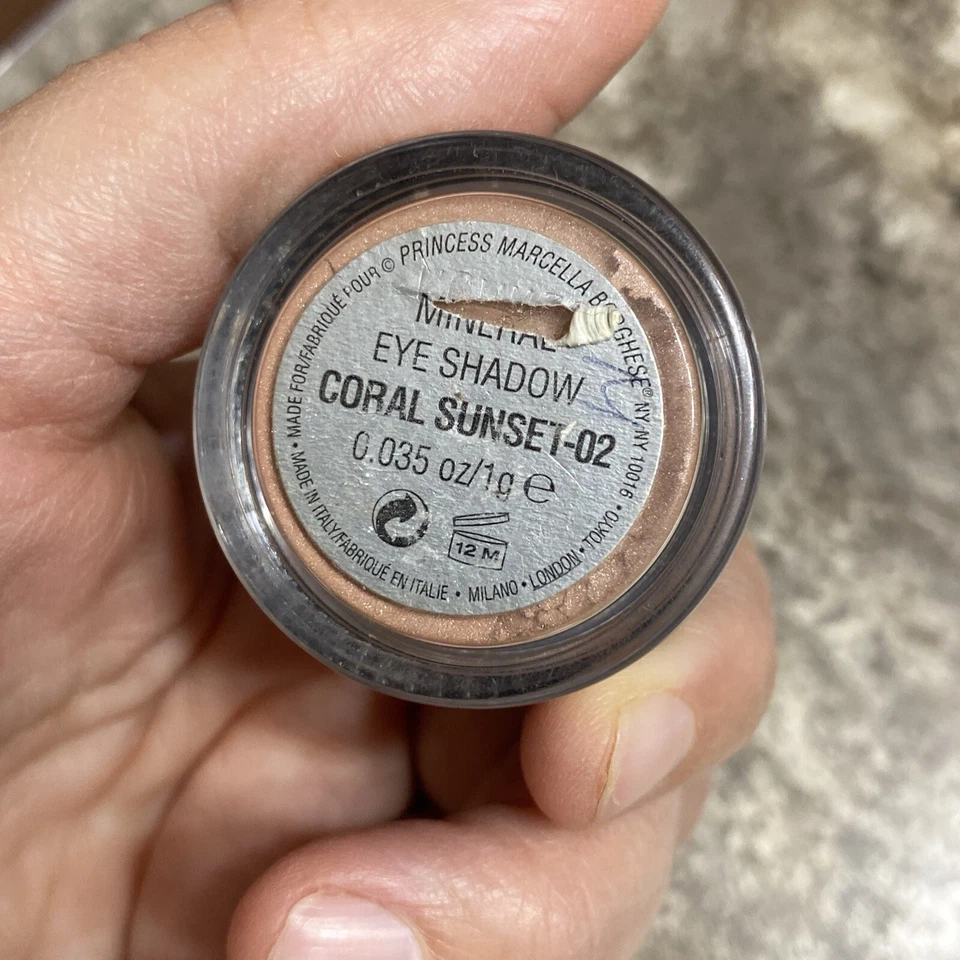 • MADE FOR/FABRIQUÉ POUR © PRINCESS MARCELLA BORGHESE® NY, NY 10016 •
MINERAL
EYE SHADOW
CORAL SUNSET-02
0.035 oz/1g e
12 M
• MADE IN ITALY/FABRIQUÉ EN ITALIE • MILANO • LONDON • TOKYO •